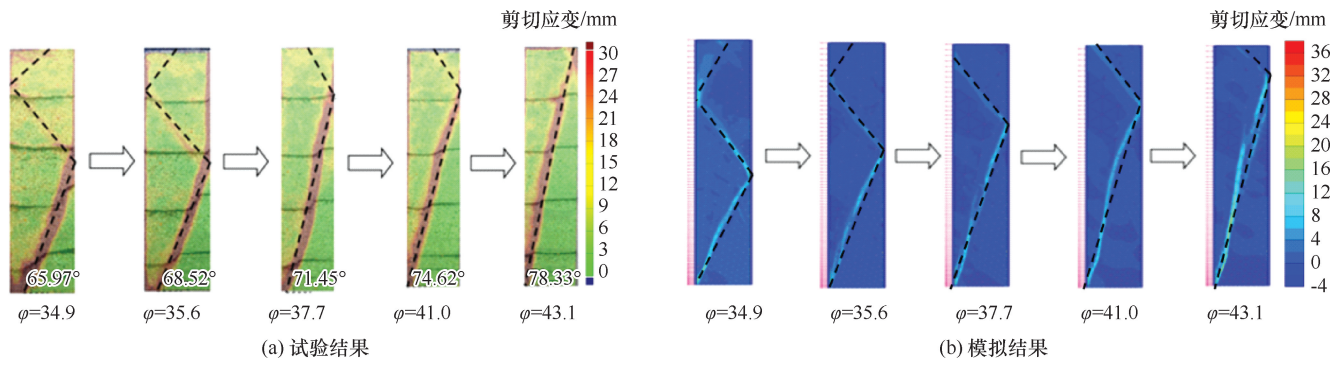 剪切应变/mm
30
27
24
21
18
15
12
9
6
3
0
65.97°
68.52°
71.45°
74.62°
78.33°
φ=34.9
φ=35.6
φ=37.7
φ=41.0
φ=43.1
(a) 试验结果
剪切应变/mm
36
32
28
24
20
16
12
8
4
0
-4
φ=34.9
φ=35.6
φ=37.7
φ=41.0
φ=43.1
(b) 模拟结果